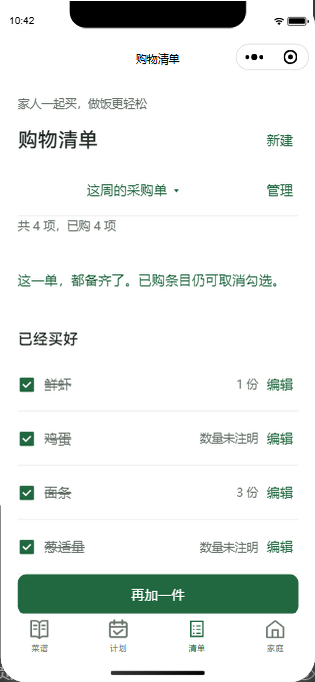 10:42
购物清单
家人一起买，做饭更轻松
购物清单 新建
这周的采购单 管理
共 4 项，已购 4 项
这一单，都备齐了。已购条目仍可取消勾选。
已经买好
鲜虾 1 份 编辑
鸡蛋 数量未注明 编辑
面条 3 份 编辑
葱适量 数量未注明 编辑
再加一件
菜谱 计划 清单 家庭